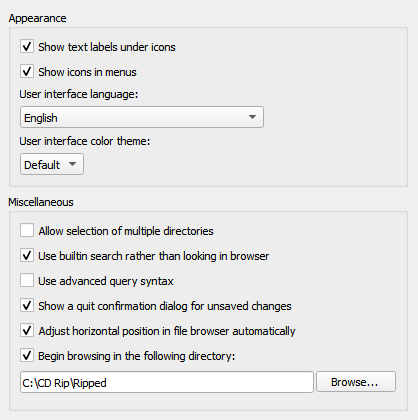 Appearance
Show text labels under icons
Show icons in menus
User interface language:
English
User interface color theme:
Default
Miscellaneous
Allow selection of multiple directories
Use builtin search rather than looking in browser
Use advanced query syntax
Show a quit confirmation dialog for unsaved changes
Adjust horizontal position in file browser automatically
Begin browsing in the following directory:
C:\CD Rip\Ripped
Browse...